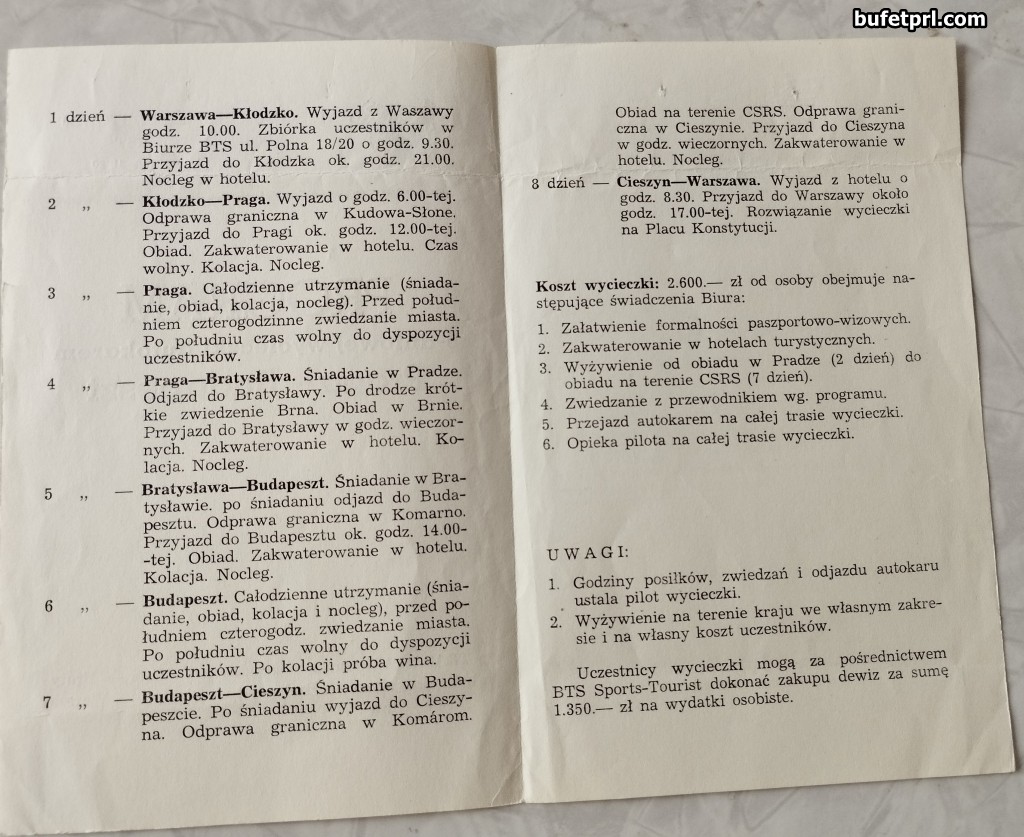 bufetprl.com
1 dzień — Warszawa—Kłodzko. Wyjazd z Waszawy
godz. 10.00. Zbiórka uczestników w
Biurze BTS ul. Polna 18/20 o godz. 9.30.
Przyjazd do Kłodzka ok. godz. 21.00.
Nocleg w hotelu.
2 „ — Kłodzko—Praga. Wyjazd o godz. 6.00-tej.
Odprawa graniczna w Kudowa-Słone.
Przyjazd do Pragi ok. godz. 12.00-tej.
Obiad. Zakwaterowanie w hotelu. Czas
wolny. Kolacja. Nocleg.
3 „ — Praga. Całodzienne utrzymanie (śniada-
nie, obiad, kolacja, nocleg). Przed połud-
niem czterogodzinne zwiedzanie miasta.
Po południu czas wolny do dyspozycji
uczestników.
4 „ — Praga—Bratysława. Śniadanie w Pradze.
Odjazd do Bratysławy. Po drodze krót-
kie zwiedzenie Brna. Obiad w Brnie.
Przyjazd do Bratysławy w godz. wieczor-
nych. Zakwaterowanie w hotelu. Ko-
lacja. Nocleg.
5 „ — Bratysława—Budapeszt. Śniadanie w Bra-
tysławie. po śniadaniu odjazd do Buda-
pesztu. Odprawa graniczna w Komarno.
Przyjazd do Budapesztu ok. godz. 14.00-
-tej. Obiad. Zakwaterowanie w hotelu.
Kolacja. Nocleg.
6 „ — Budapeszt. Całodzienne utrzymanie (śnia-
danie, obiad, kolacja i nocleg), przed po-
łudniem czterogodz. zwiedzanie miasta.
Po południu czas wolny do dyspozycji
uczestników. Po kolacji próba wina.
7 „ — Budapeszt—Cieszyn. Śniadanie w Buda-
peszcie. Po śniadaniu wyjazd do Cieszy-
na. Odprawa graniczna w Komárom.
Obiad na terenie CSRS. Odprawa grani-
czna w Cieszynie. Przyjazd do Cieszyna
w godz. wieczornych. Zakwaterowanie w
hotelu. Nocleg.
8 dzień — Cieszyn—Warszawa. Wyjazd z hotelu o
godz. 8.30. Przyjazd do Warszawy około
godz. 17.00-tej. Rozwiązanie wycieczki
na Placu Konstytucji.
Koszt wycieczki: 2.600.— zł od osoby obejmuje na-
stępujące świadczenia Biura:
1. Załatwienie formalności paszportowo-wizowych.
2. Zakwaterowanie w hotelach turystycznych.
3. Wyżywienie od obiadu w Pradze (2 dzień) do
obiadu na terenie CSRS (7 dzień).
4. Zwiedzanie z przewodnikiem wg. programu.
5. Przejazd autokarem na całej trasie wycieczki.
6. Opieka pilota na całej trasie wycieczki.
UWAGI:
1. Godziny posiłków, zwiedzań i odjazdu autokaru
ustala pilot wycieczki.
2. Wyżywienie na terenie kraju we własnym zakre-
sie i na własny koszt uczestników.
Uczestnicy wycieczki mogą za pośrednictwem
BTS Sports-Tourist dokonać zakupu dewiz za sumę
1.350.— zł na wydatki osobiste.